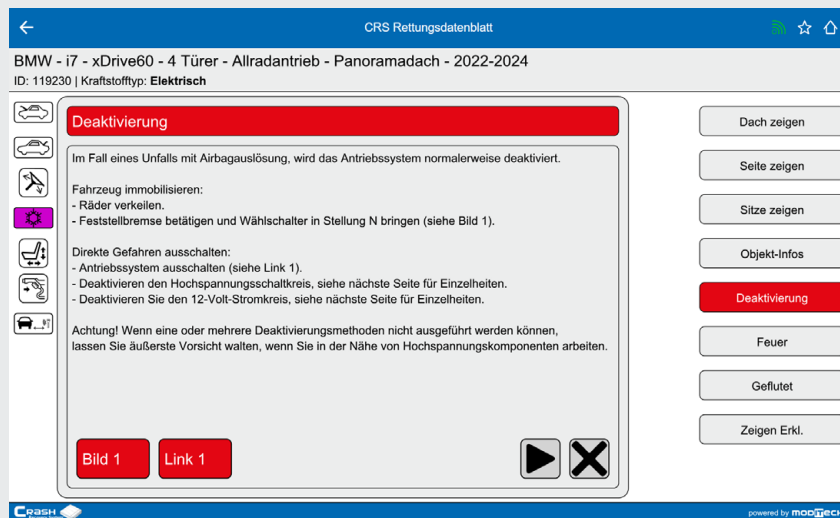 CRS Rettungsdatenblatt
BMW - i7 - xDrive60 - 4 Türer - Allradantrieb - Panoramadach - 2022-2024
ID: 119230 | Kraftstofftyp: Elektrisch
Deaktivierung
Im Fall eines Unfalls mit Airbagauslösung, wird das Antriebssystem normalerweise deaktiviert.
Fahrzeug immobilisieren:
- Räder verkeilen.
- Feststellbremse betätigen und Wählschalter in Stellung N bringen (siehe Bild 1).
Direkte Gefahren ausschalten:
- Antriebssystem ausschalten (siehe Link 1).
- Deaktivieren den Hochspannungsschaltkreis, siehe nächste Seite für Einzelheiten.
- Deaktivieren Sie den 12-Volt-Stromkreis, siehe nächste Seite für Einzelheiten.
Achtung! Wenn eine oder mehrere Deaktivierungsmethoden nicht ausgeführt werden können,
lassen Sie äußerste Vorsicht walten, wenn Sie in der Nähe von Hochspannungskomponenten arbeiten.
Bild 1
Link 1
Dach zeigen
Seite zeigen
Sitze zeigen
Objekt-Infos
Deaktivierung
Feuer
Geflutet
Zeigen Erkl.
CRASH
powered by MODITECH